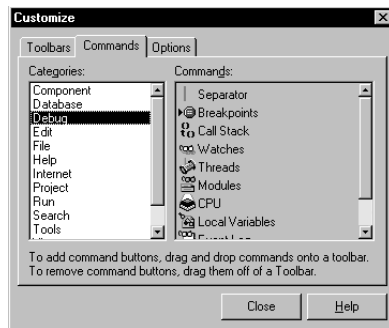 Customize
Toolbars Commands Options
Categories:
Component
Database
Debug
Edit
File
Help
Internet
Project
Run
Search
Tools
Commands:
Separator
Breakpoints
Call Stack
Watches
Threads
Modules
CPU
Local Variables
To add command buttons, drag and drop commands onto a toolbar.
To remove command buttons, drag them off of a Toolbar.
Close Help